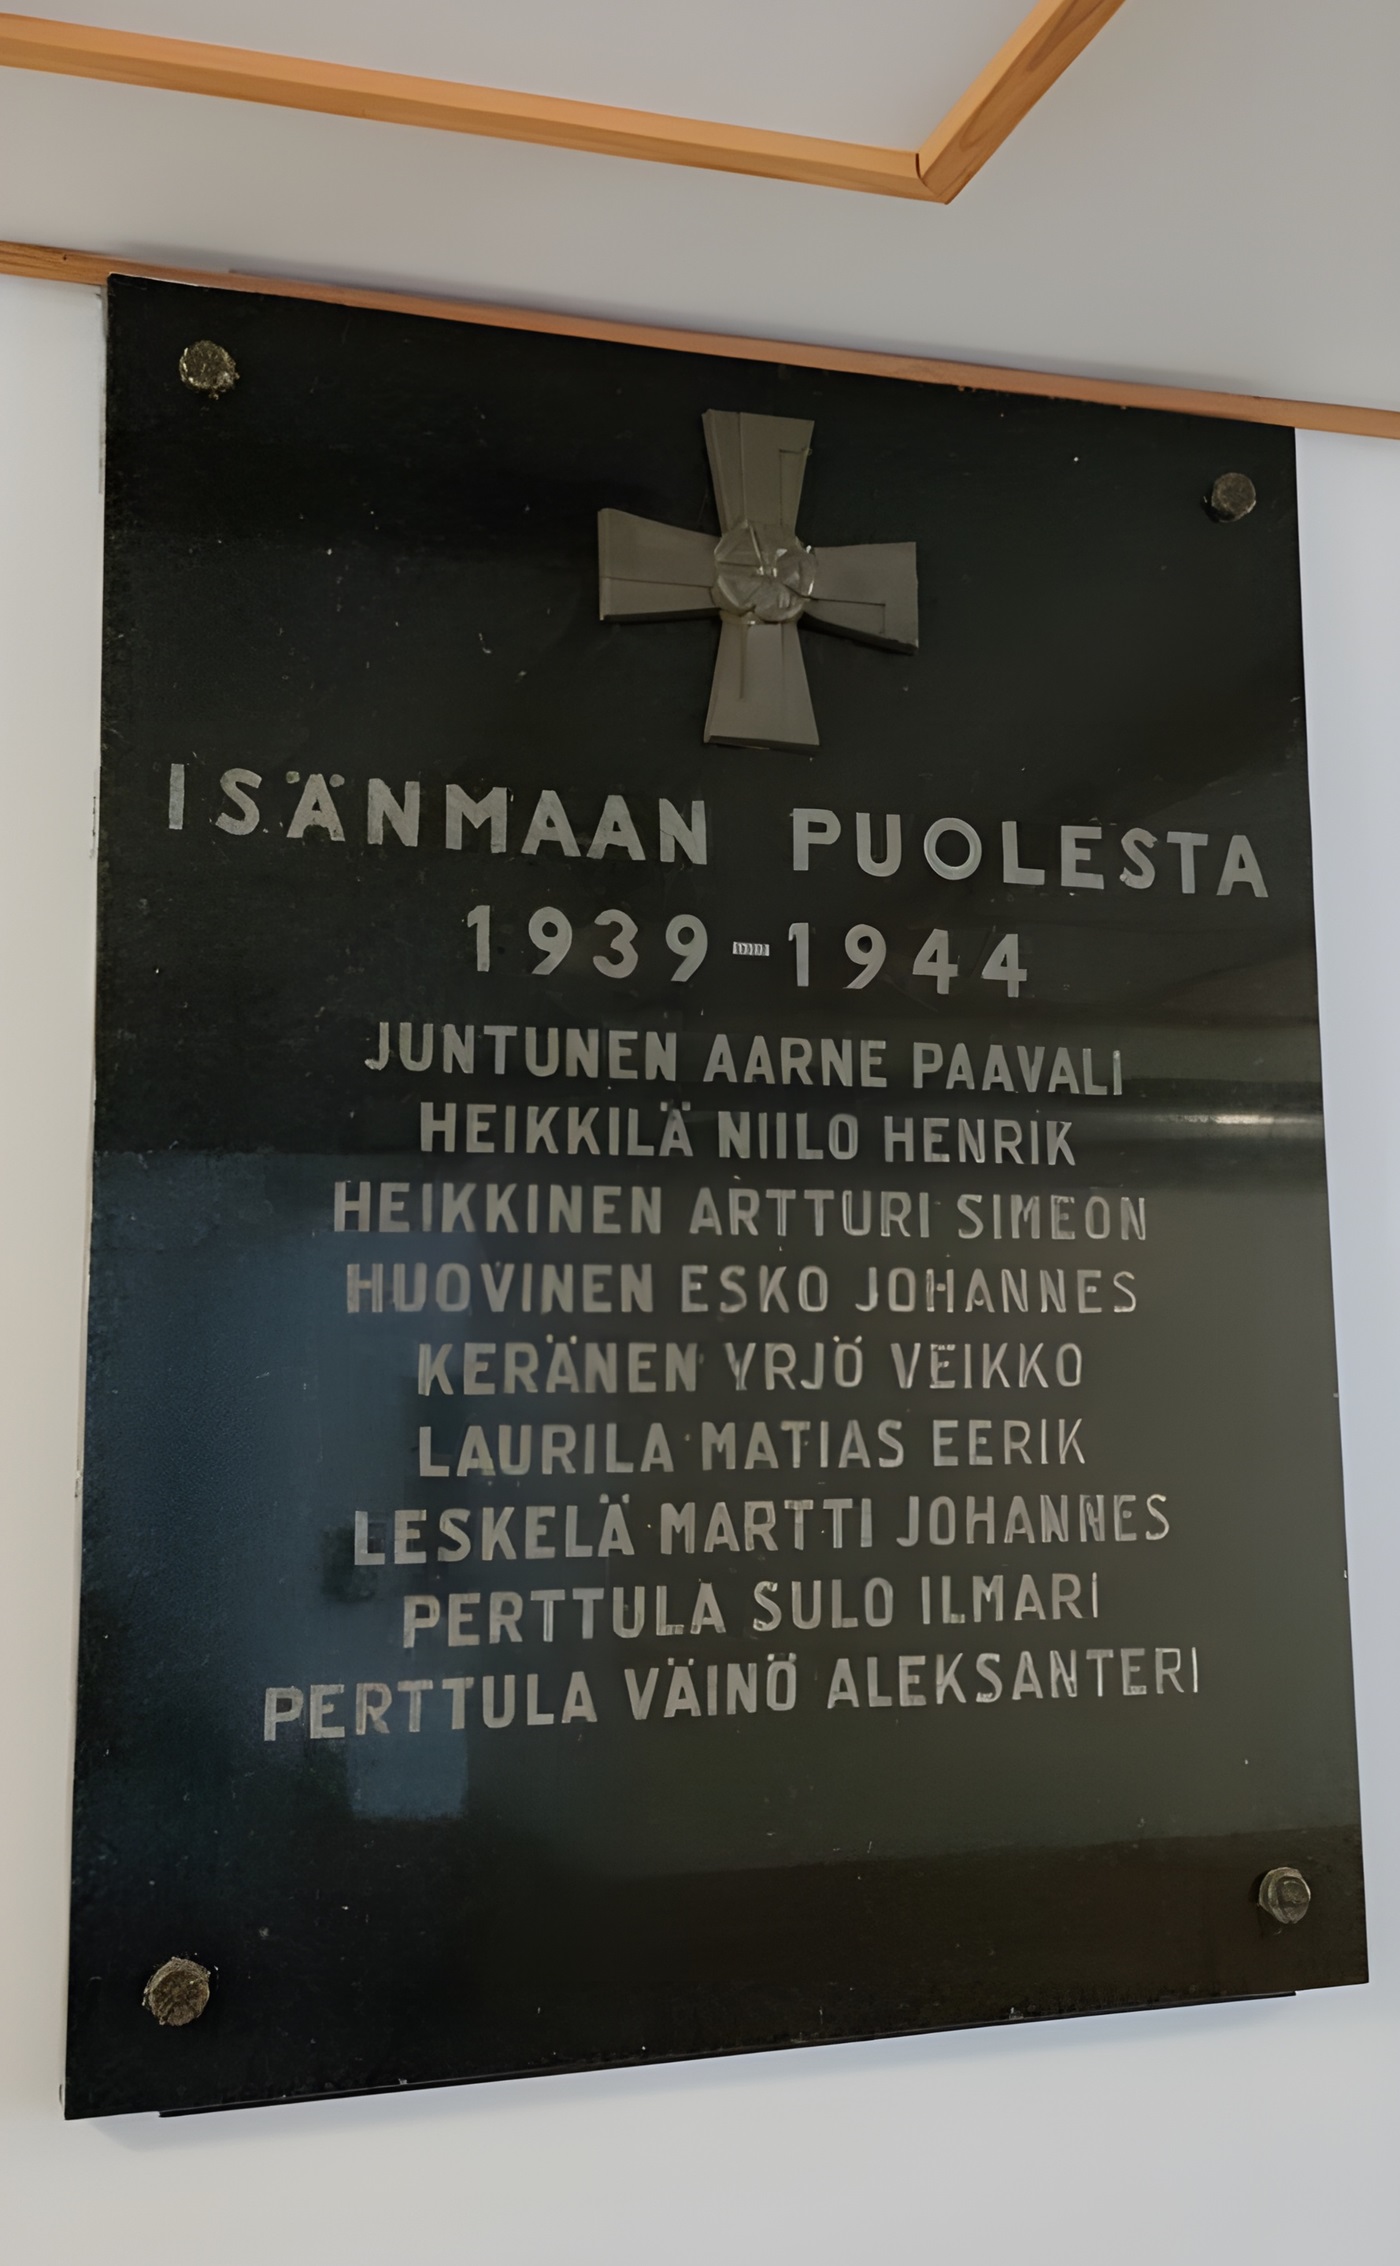 ISÄNMAAN PUOLESTA
1939-1944
JUNTUNEN AARNE PAAVALI
HEIKKILÄ NIILO HENRIK
HEIKKINEN ARTTURI SIMEON
HUOVINEN ESKO JOHANNES
KERÄNEN YRJÖ VEIKKO
LAURILA MATIAS EERIK
LESKELÄ MARTTI JOHANNES
PERTTULA SULO ILMARI
PERTTULA VÄINÖ ALEKSANTERI